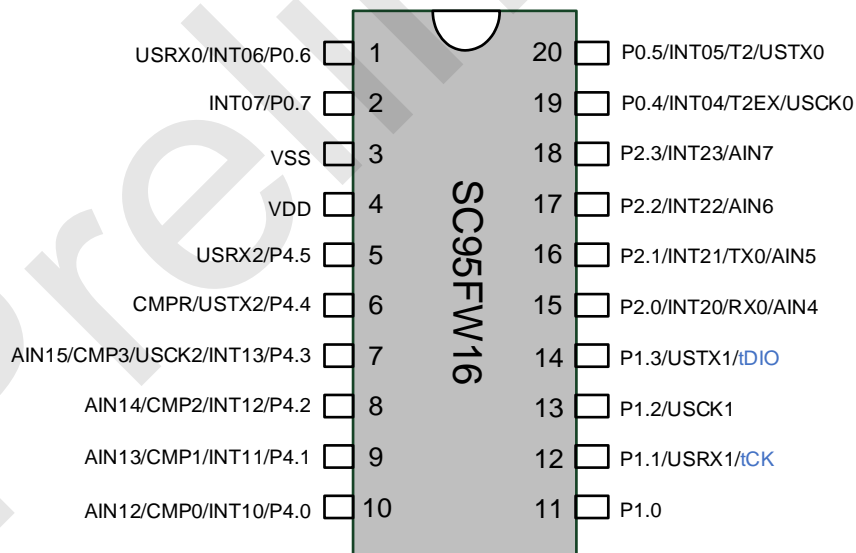 USRX0/INT06/P0.6 1 20 P0.5/INT05/T2/USTX0
INT07/P0.7 2 19 P0.4/INT04/T2EX/USCK0
VSS 3 18 P2.3/INT23/AIN7
VDD 4 17 P2.2/INT22/AIN6
USRX2/P4.5 5 16 P2.1/INT21/TX0/AIN5
CMPR/USTX2/P4.4 6 15 P2.0/INT20/RX0/AIN4
AIN15/CMP3/USCK2/INT13/P4.3 7 14 P1.3/USTX1/tDIO
AIN14/CMP2/INT12/P4.2 8 13 P1.2/USCK1
AIN13/CMP1/INT11/P4.1 9 12 P1.1/USRX1/tCK
AIN12/CMP0/INT10/P4.0 10 11 P1.0
SC95FW16